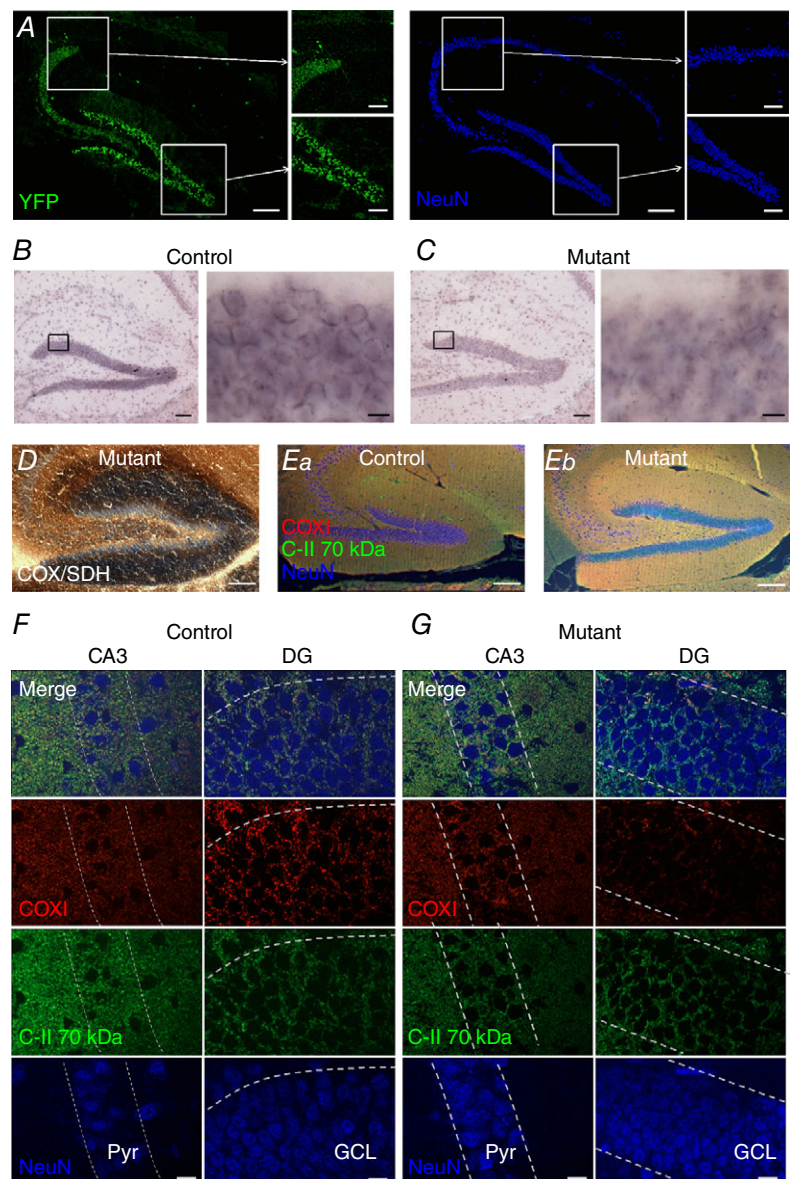 A
YFP
NeuN
B
Control
C
Mutant
D
Mutant
COX/SDH
Ea
Control
COXI
C-II 70 kDa
NeuN
Eb
Mutant
F
Control
CA3
DG
G
Mutant
CA3
DG
Merge
Merge
COXI
COXI
C-II 70 kDa
C-II 70 kDa
NeuN
Pyr
GCL
NeuN
Pyr
GCL